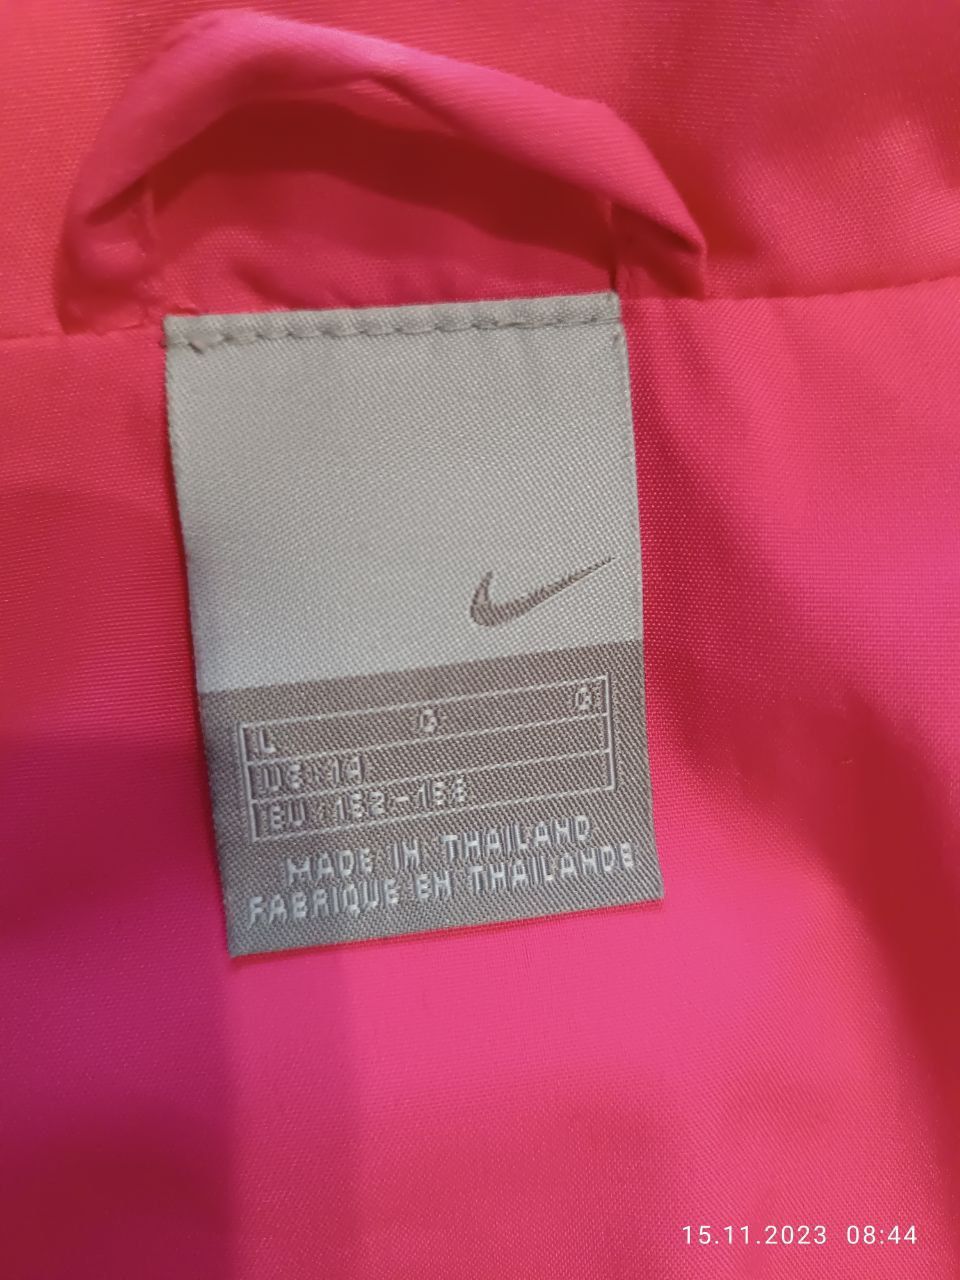 L G G
US : 14
EU : 152-158
MADE IN THAILAND
FABRIQUE EN THAILANDE
15.11.2023 08:44